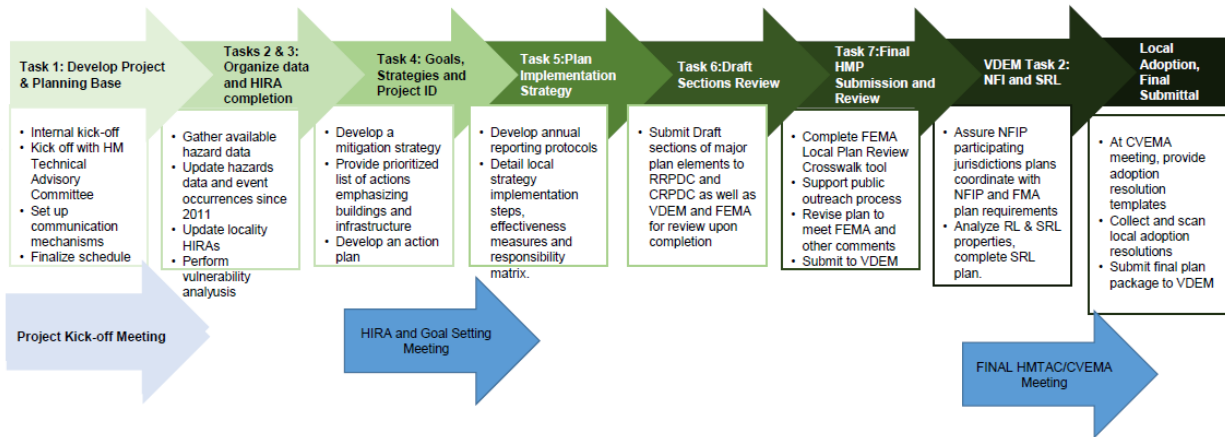 Task 1: Develop Project
& Planning Base
• Internal kick-off
• Kick off with HM
Technical
Advisory
Committee
• Set up
communication
mechanisms
• Finalize schedule
Tasks 2 & 3:
Organize data
and HIRA
completion
• Gather available
hazard data
• Update hazards
data and event
occurrences since
2011
• Update locality
HIRAs
• Perform
vulnerability
analysis
Task 4: Goals,
Strategies and
Project ID
• Develop a
mitigation strategy
• Provide prioritized
list of actions
emphasizing
buildings and
infrastructure
• Develop an action
plan
Task 5:Plan
Implementation
Strategy
• Develop annual
reporting protocols
• Detail local
strategy
implementation
steps,
effectiveness
measures and
responsibility
matrix.
Task 6:Draft
Sections Review
• Submit Draft
sections of major
plan elements to
RRPDC and
CRPDC as well as
VDEM and FEMA
for review upon
completion
Task 7:Final
HMP
Submission and
Review
• Complete FEMA
Local Plan Review
Crosswalk tool
• Support public
outreach process
• Revise plan to
meet FEMA and
other comments
• Submit to VDEM
VDEM Task 2:
NFI and SRL
• Assure NFIP
participating
jurisdictions plans
coordinate with
NFIP and FMA
plan requirements
• Analyze RL & SRL
properties,
complete SRL
plan.
Local
Adoption,
Final
Submittal
• At CVEMA
meeting, provide
adoption
resolution
templates
• Collect and scan
local adoption
resolutions
• Submit final plan
package to VDEM
Project Kick-off Meeting
HIRA and Goal Setting
Meeting
FINAL HMTAC/CVEMA
Meeting